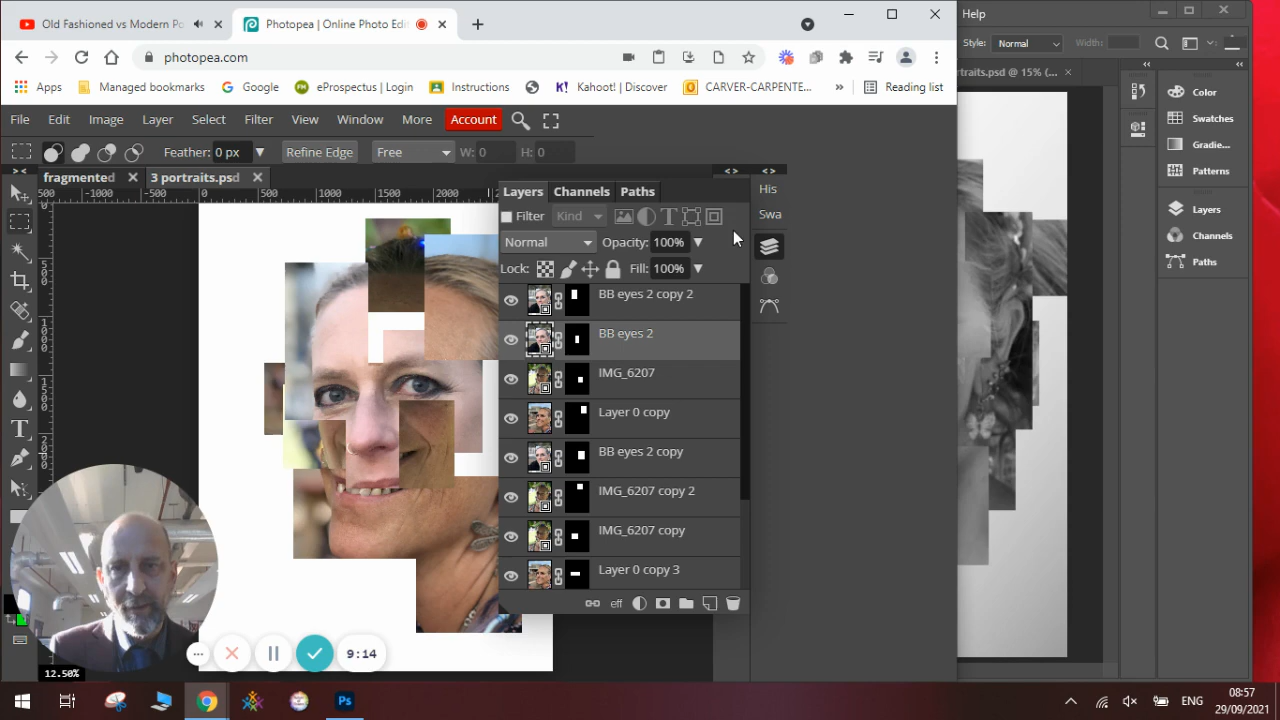 Old Fashioned vs Modern Po
Photopea | Online Photo Edi
Help
photopea.com
Style: Normal
Width:
Apps
Managed bookmarks
Google
eProspectus | Login
Instructions
Kahoot! | Discover
CARVER-CARPENTE...
»
Reading list
traits.psd @ 15% (...
File Edit Image Layer Select Filter View Window More Account
Color
Swatches
Gradie...
Patterns
Layers
Channels
Paths
Feather: 0 px
Refine Edge
Free
W: 0
H: 0
fragmented
3 portraits.psd
500 -1000 -500 0 500 1000 1500 2000
Layers Channels Paths
His
Swa
Filter
Kind
Normal
Opacity: 100%
Lock:
Fill: 100%
BB eyes 2 copy 2
BB eyes 2
IMG_6207
Layer 0 copy
BB eyes 2 copy
IMG_6207 copy 2
IMG_6207 copy
Layer 0 copy 3
eff
9:14
12.50%
Ps
ENG
08:57
29/09/2021